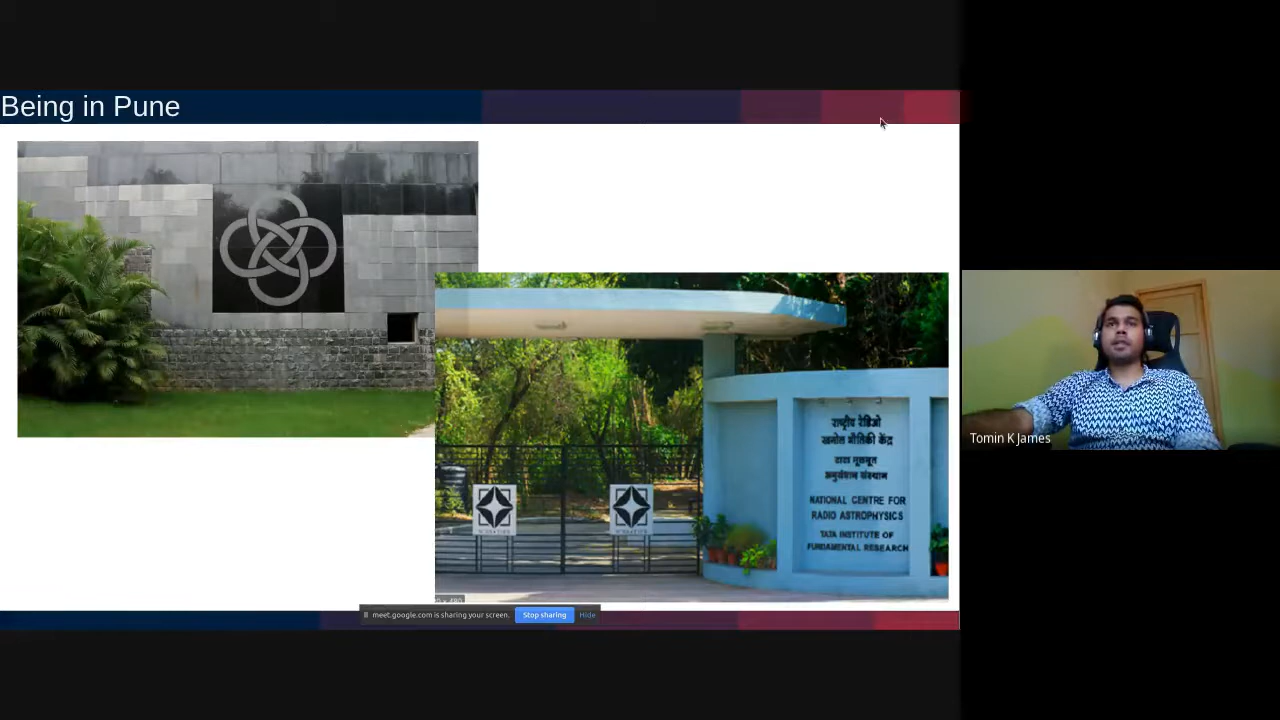 Being in Pune
राष्ट्रीय रेडिओ
खगोल भौतिकी केंद्र
टाटा मूलभूत
अनुसंधान संस्थान
NATIONAL CENTRE FOR
RADIO ASTROPHYSICS
TATA INSTITUTE OF
FUNDAMENTAL RESEARCH
Tomin K James
meet.google.com is sharing your screen.
Stop sharing
Hide